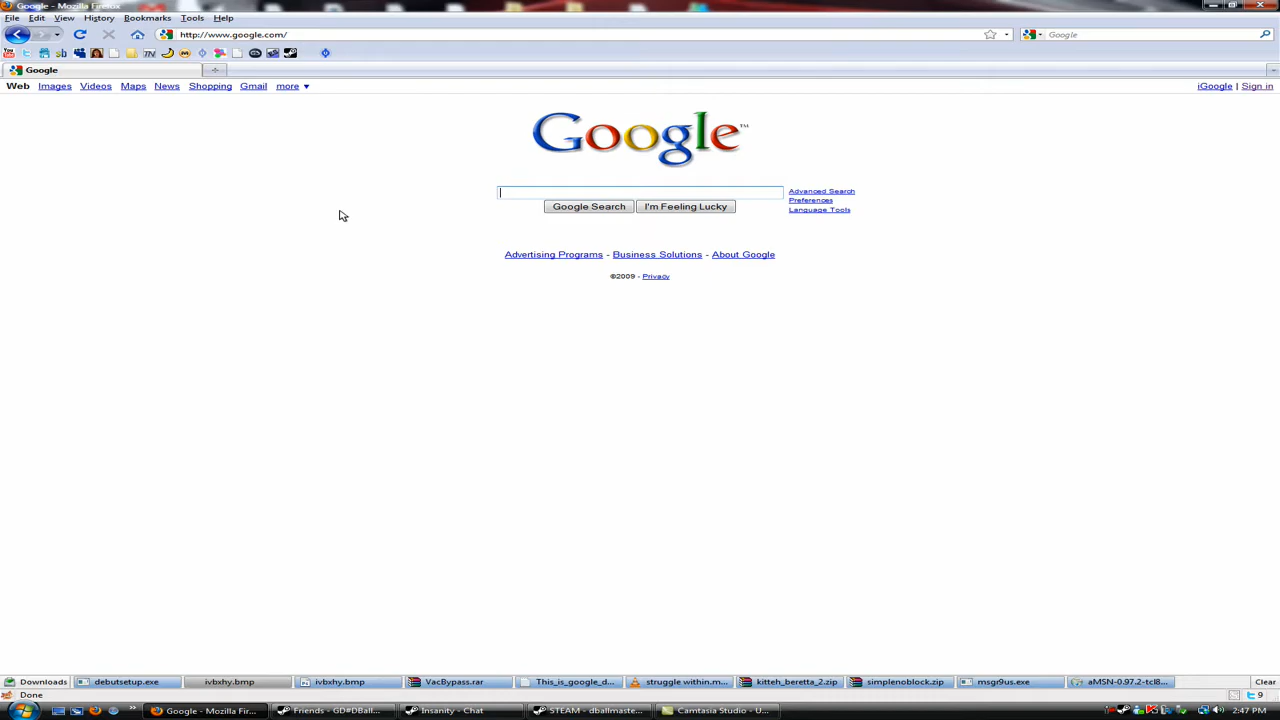 Google - Mozilla Firefox
File Edit View History Bookmarks Tools Help
http://www.google.com/ Google
Google
Web Images Videos Maps News Shopping Gmail more ▼ iGoogle | Sign in
Google™
Advanced Search
Preferences
Language Tools
Google Search I'm Feeling Lucky
Advertising Programs - Business Solutions - About Google
©2009 - Privacy
Downloads debutsetup.exe ivbxhy.bmp ivbxhy.bmp VacBypass.rar This_is_google_d... struggle within.m... kitteh_beretta_2.zip simplenoblock.zip msgr9us.exe aMSN-0.97.2-tcl8... Clear
Done 9
Google - Mozilla Fir... Friends - GD#DBall... Insanity - Chat STEAM - dballmaste... Camtasia Studio - U... 2:47 PM